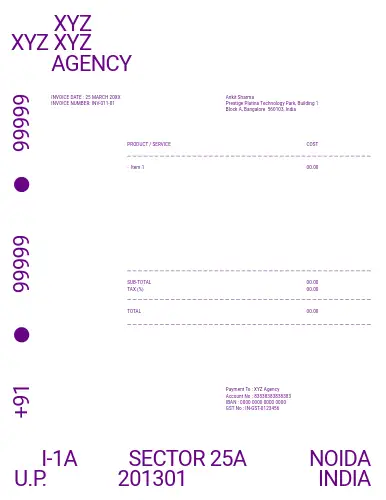 XYZ
XYZ XYZ
AGENCY
INVOICE DATE : 25 MARCH 20XX
INVOICE NUMBER: INV-011-01
Ankit Sharma
Prestige Planna Technology Park, Building 1
Block A, Bangalore 560103, India
PRODUCT / SERVICE COST
Item 1 00.00
SUB-TOTAL 00.00
TAX (%) 00.00
TOTAL 00.00
+91 ● 99999 ● 99999
Payment To : XYZ Agency
Account No : 83838383838383
IBAN : 0000 0000 0000 0000
GST No : IN-GST-0123456
I-1A SECTOR 25A NOIDA
U.P. 201301 INDIA